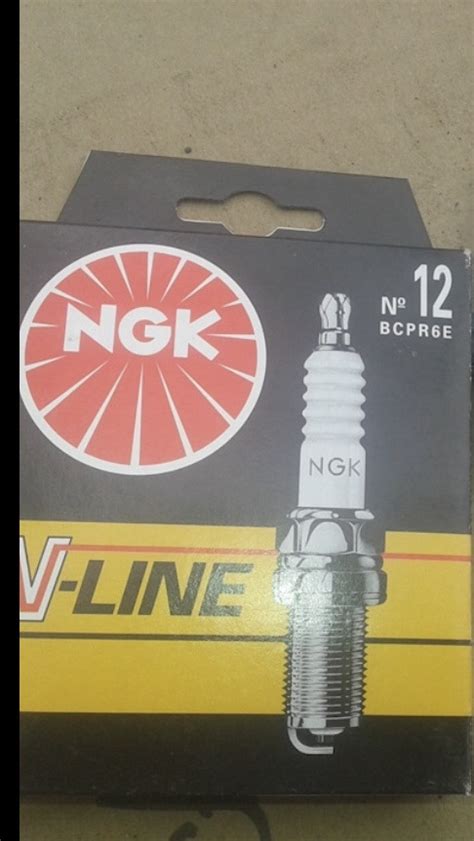 NGK
Nº 12
BCPR6E
NGK
V-LINE